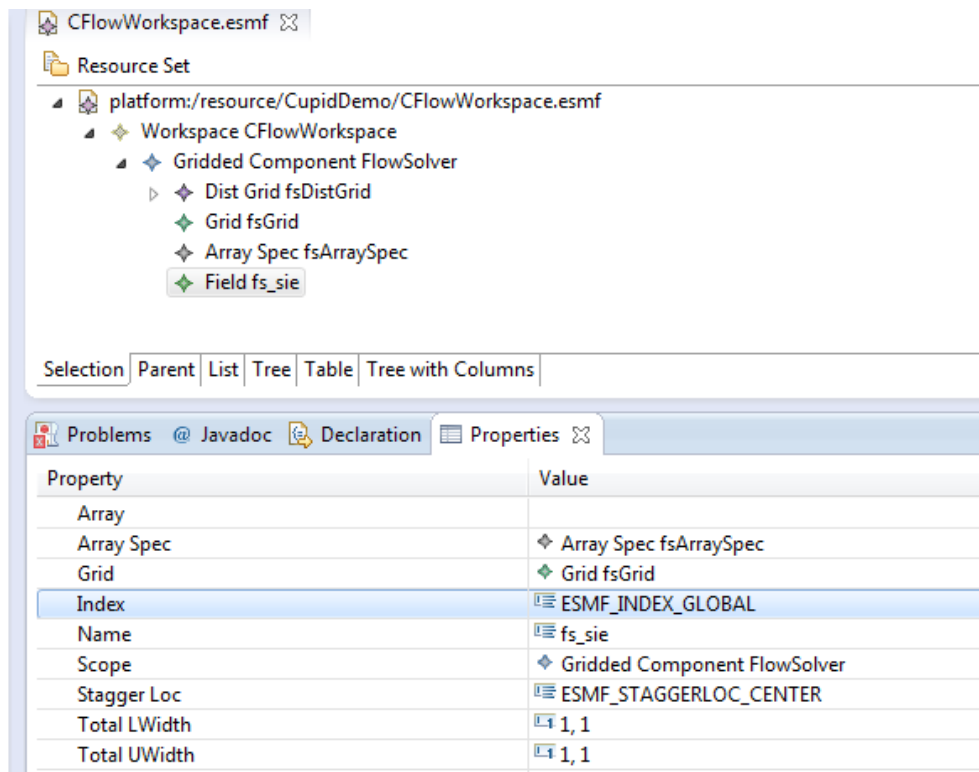 CFlowWorkspace.esmf
Resource Set
platform:/resource/CupidDemo/CFlowWorkspace.esmf
Workspace CFlowWorkspace
Gridded Component FlowSolver
Dist Grid fsDistGrid
Grid fsGrid
Array Spec fsArraySpec
Field fs_sie
Selection Parent List Tree Table Tree with Columns
Problems @ Javadoc Declaration Properties
Property Value
Array
Array Spec Array Spec fsArraySpec
Grid Grid fsGrid
Index ESMF_INDEX_GLOBAL
Name fs_sie
Scope Gridded Component FlowSolver
Stagger Loc ESMF_STAGGERLOC_CENTER
Total LWidth 1, 1
Total UWidth 1, 1